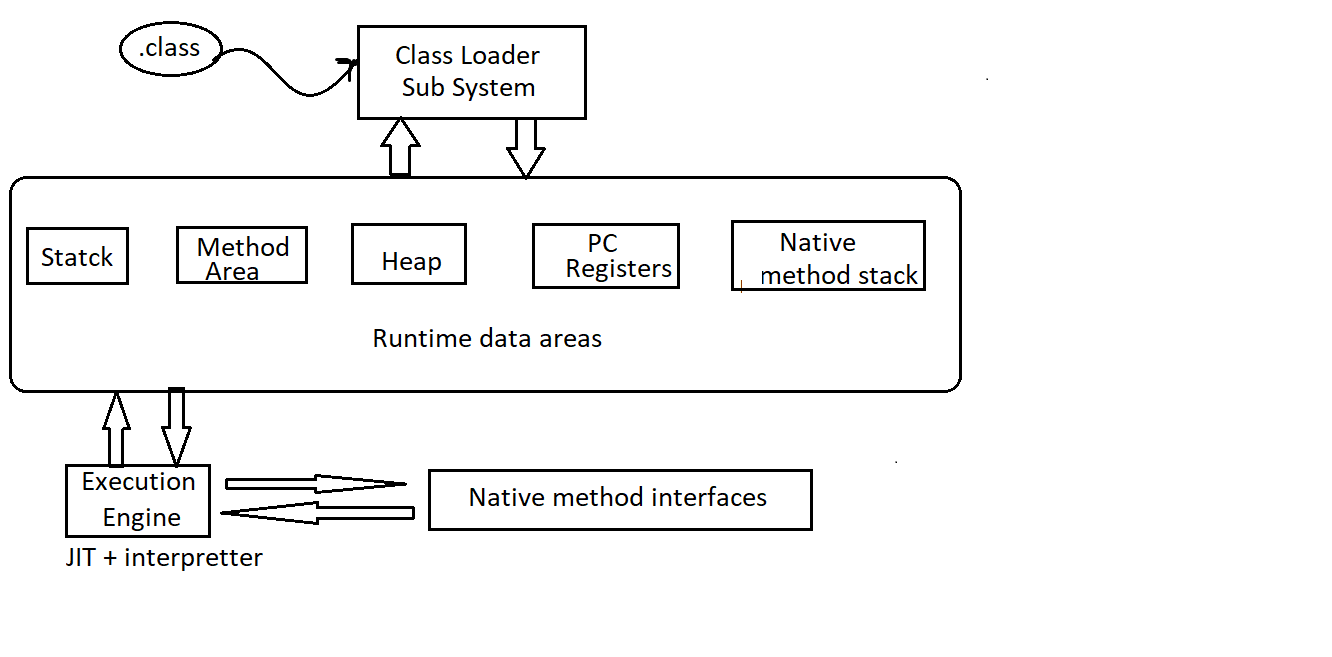 .class
Class Loader
Sub System
Statck
Method
Area
Heap
PC
Registers
Native
method stack
Runtime data areas
Execution
Engine
JIT + interpretter
Native method interfaces